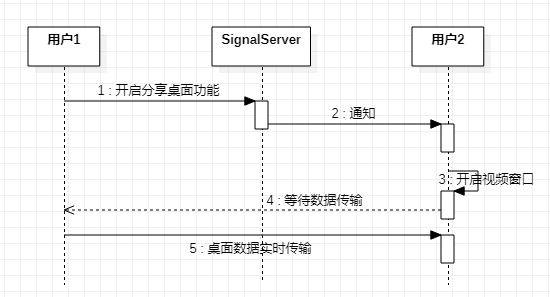 用户1
SignalServer
用户2
1 : 开启分享桌面功能
2 : 通知
3 : 开启视频窗口
4 : 等待数据传输
5 : 桌面数据实时传输